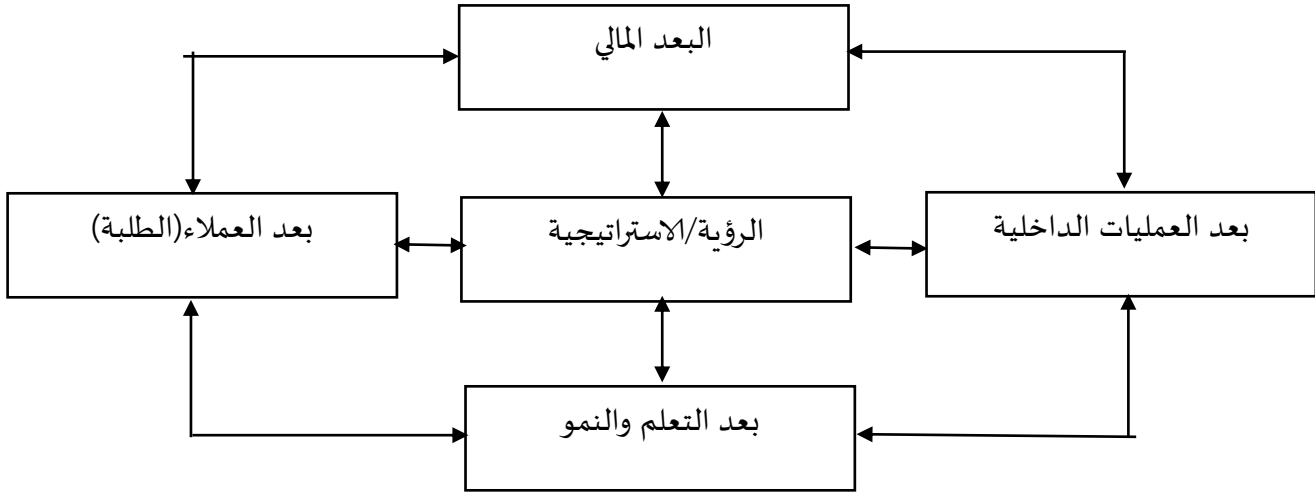 البعد المالي
بعد العمليات الداخلية
الرؤية/الاستراتيجية
بعد العملاء(الطلبة)
بعد التعلم والنمو